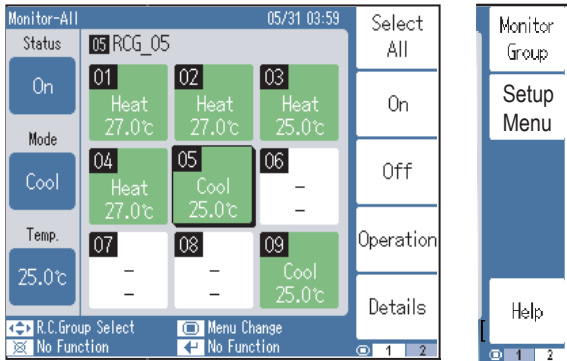 Monitor-All 05/31 03:59
Status
On
Mode
Cool
Temp.
25.0℃
05 RCG_05
01 02 03
Heat Heat Heat
27.0℃ 27.0℃ 25.0℃
04 05 06
Heat Cool –
27.0℃ 25.0℃ –
07 08 09
– – Cool
– – 25.0℃
R.C.Group Select Menu Change
No Function No Function
Select
All
On
Off
Operation
Details
1 2
Monitor
Group
Setup
Menu
Help
[
1 2